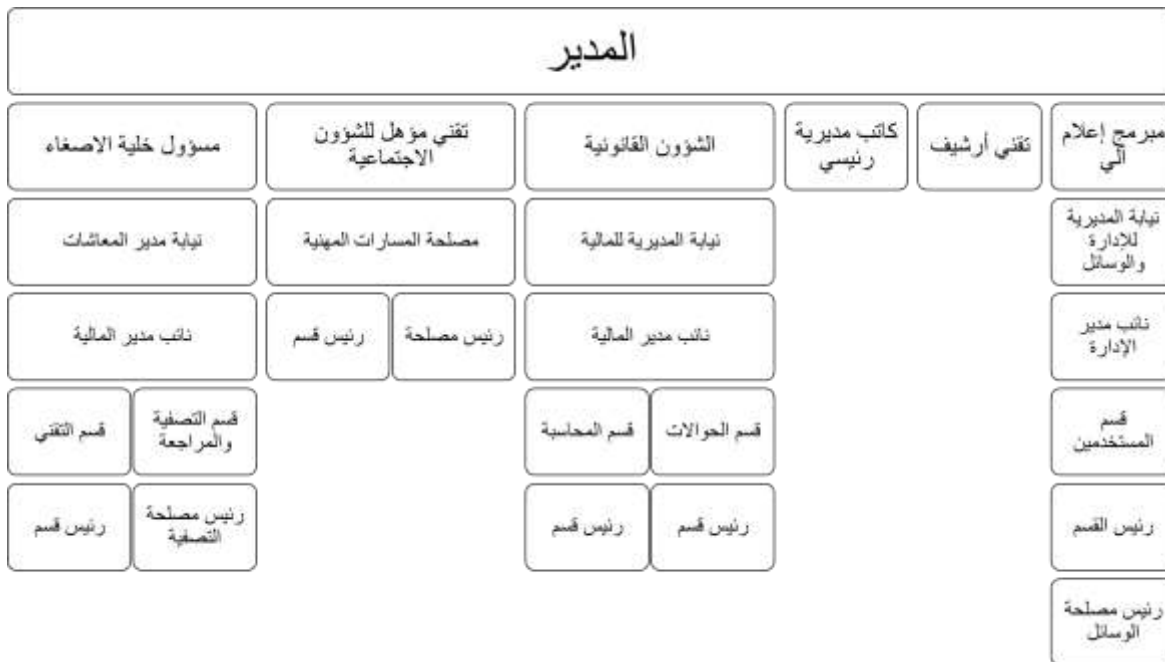 المدير
مبرمج إعلام
آلي
تقني أرشيف
كاتب مديرية
رئيسي
الشؤون القانونية
تقني مؤهل للشؤون
الاجتماعية
مسؤول خلية الاصغاء
نيابة المديرية
للإدارة
والوسائل
نيابة المديرية للمالية
مصلحة المسارات المهنية
نيابة مدير المعاشات
نائب مدير
الإدارة
نائب مدير المالية
رئيس مصلحة
رئيس قسم
نائب مدير المالية
قسم
المستخدمين
قسم الحوالات
قسم المحاسبة
قسم التصفية
والمراجعة
قسم التقني
رئيس القسم
رئيس قسم
رئيس قسم
رئيس مصلحة
التصفية
رئيس قسم
رئيس مصلحة
الوسائل